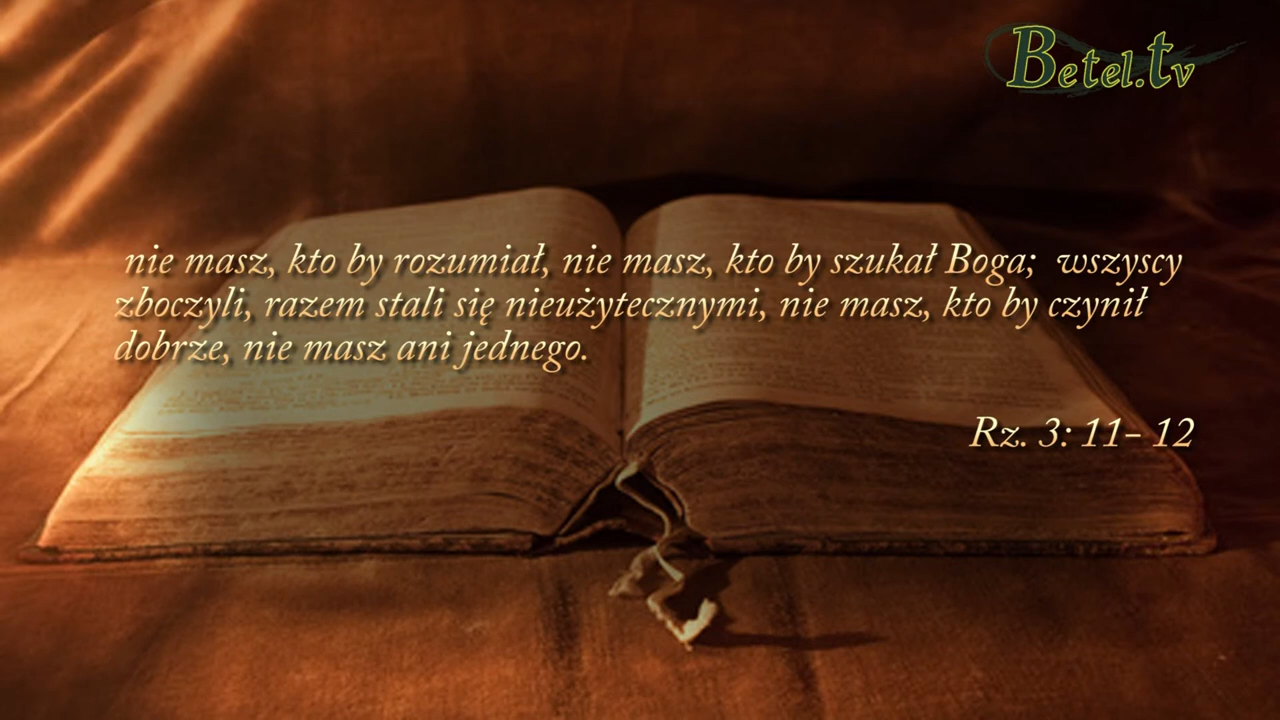 Betel.tv
nie masz, kto by rozumiał, nie masz, kto by szukał Boga; wszyscy
zboczyli, razem stali się nieużytecznymi, nie masz, kto by czynił
dobrze, nie masz ani jednego.
Rz. 3: 11- 12